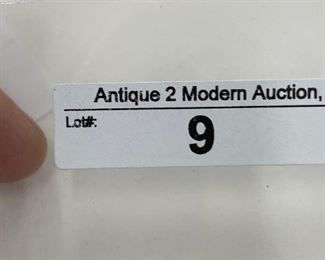 Antique 2 Modern Auction,
Lot#:
9